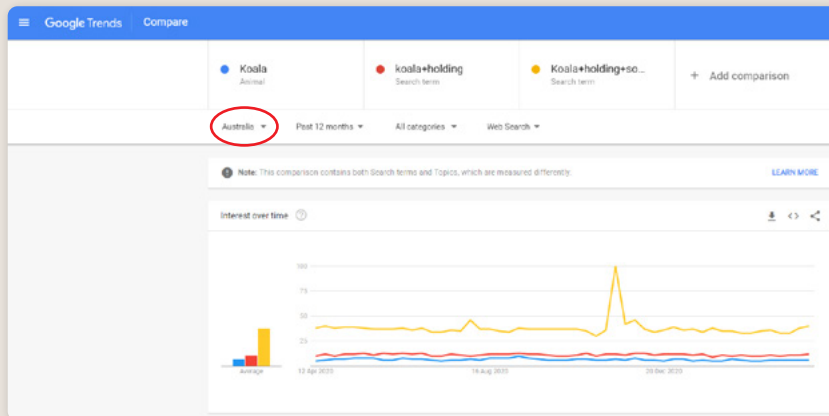 Google Trends Compare
Koala
Animal
koala+holding
Search term
Koala+holding+so...
Search term
+ Add comparison
Australia
Past 12 months
All categories
Web Search
Note: This comparison contains both Search terms and Topics, which are measured differently.
LEARN MORE
Interest over time
100
75
50
25
Average
12 Apr 2020
16 Aug 2020
20 Dec 2020